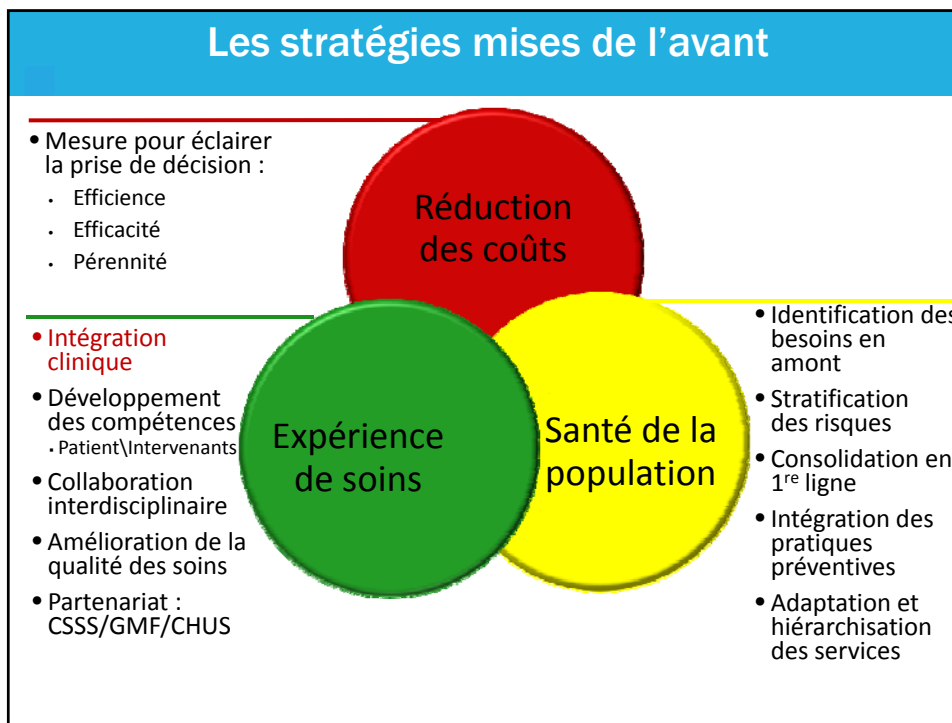 Les stratégies mises de l’avant
• Mesure pour éclairer
la prise de décision :
• Efficience
• Efficacité
• Pérennité
Réduction
des coûts
• Intégration
clinique
• Développement
des compétences
• Patient\Intervenants
• Collaboration
interdisciplinaire
• Amélioration de la
qualité des soins
• Partenariat :
CSSS/GMF/CHUS
Expérience
de soins
Santé de la
population
• Identification des
besoins en
amont
• Stratification
des risques
• Consolidation en
1re ligne
• Intégration des
pratiques
préventives
• Adaptation et
hiérarchisation
des services